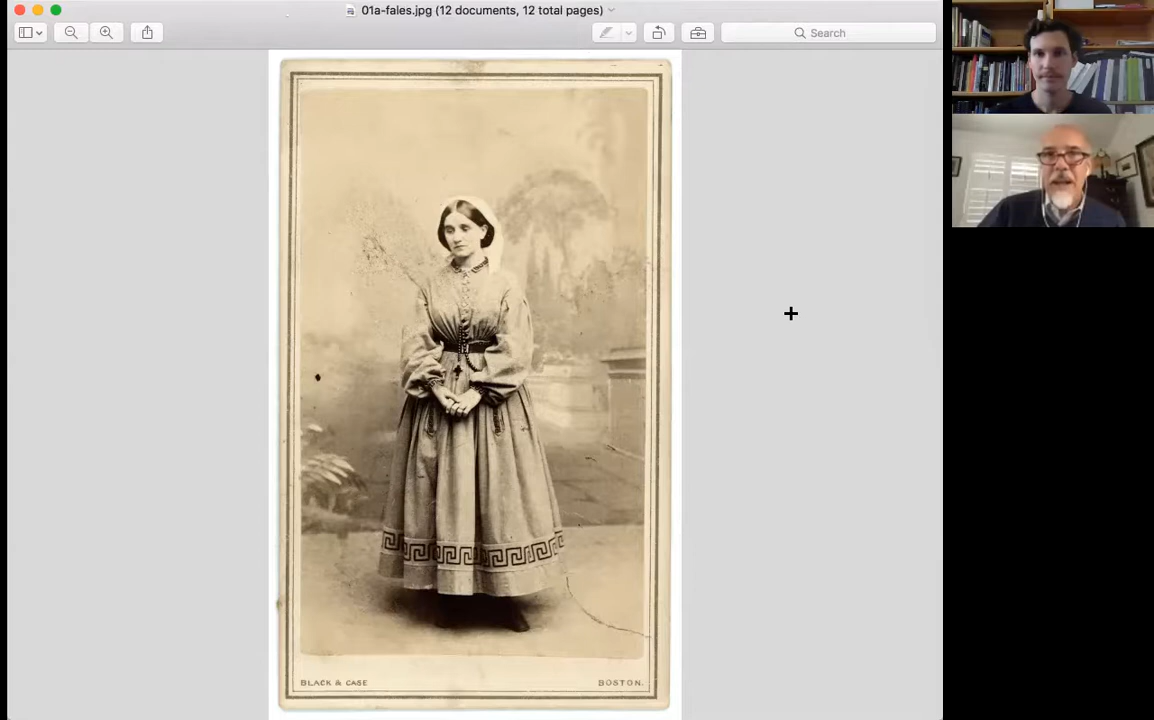 01a-fales.jpg (12 documents, 12 total pages)
Search
BLACK & CASE BOSTON.